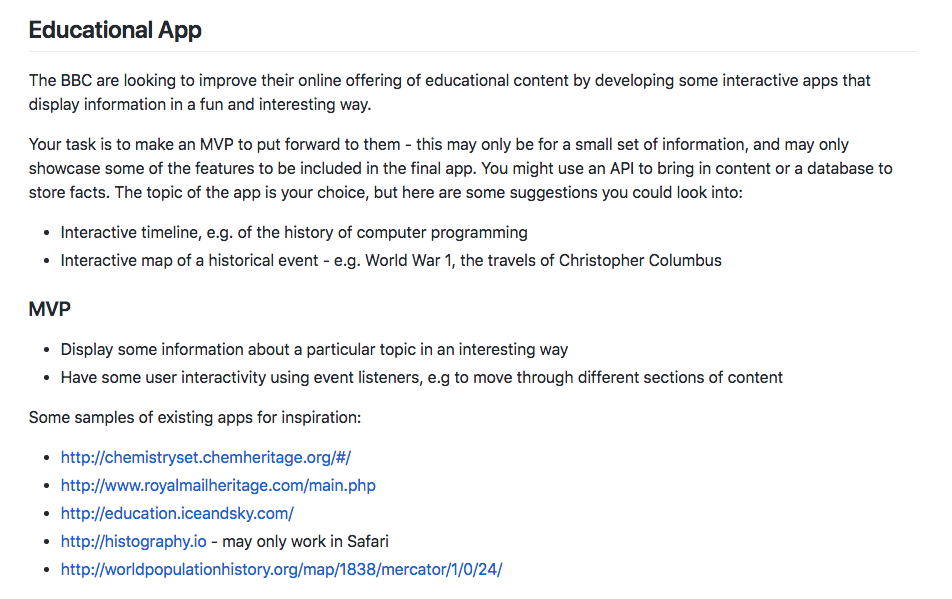 Educational App
The BBC are looking to improve their online offering of educational content by developing some interactive apps that
display information in a fun and interesting way.
Your task is to make an MVP to put forward to them - this may only be for a small set of information, and may only
showcase some of the features to be included in the final app. You might use an API to bring in content or a database to
store facts. The topic of the app is your choice, but here are some suggestions you could look into:
• Interactive timeline, e.g. of the history of computer programming
• Interactive map of a historical event - e.g. World War 1, the travels of Christopher Columbus
MVP
• Display some information about a particular topic in an interesting way
• Have some user interactivity using event listeners, e.g to move through different sections of content
Some samples of existing apps for inspiration:
• http://chemistryset.chemheritage.org/#/
• http://www.royalmailheritage.com/main.php
• http://education.iceandsky.com/
• http://histography.io - may only work in Safari
• http://worldpopulationhistory.org/map/1838/mercator/1/0/24/